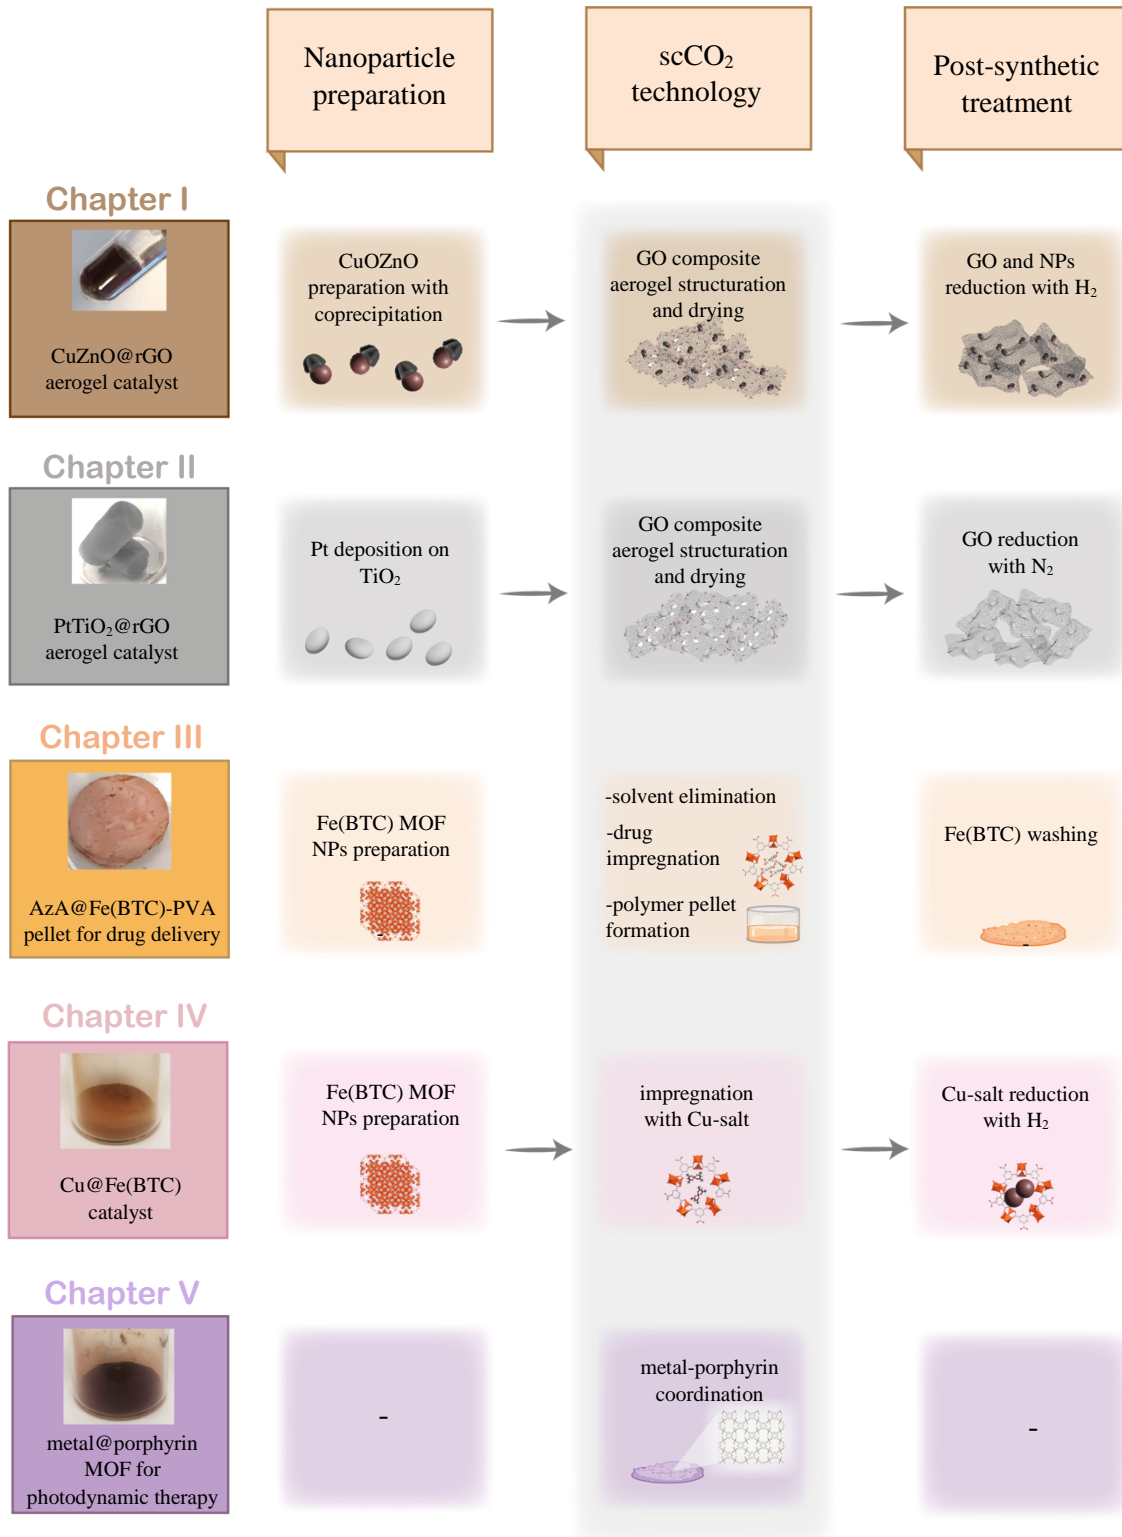 Nanoparticle
preparation
scCO₂
technology
Post-synthetic
treatment
Chapter I
CuZnO@rGO
aerogel catalyst
CuOZnO
preparation with
coprecipitation
GO composite
aerogel structuration
and drying
GO and NPs
reduction with H₂
Chapter II
PtTiO₂@rGO
aerogel catalyst
Pt deposition on
TiO₂
GO composite
aerogel structuration
and drying
GO reduction
with N₂
Chapter III
AzA@Fe(BTC)-PVA
pellet for drug delivery
Fe(BTC) MOF
NPs preparation
-solvent elimination
-drug
impregnation
-polymer pellet
formation
Fe(BTC) washing
Chapter IV
Cu@Fe(BTC)
catalyst
Fe(BTC) MOF
NPs preparation
impregnation
with Cu-salt
Cu-salt reduction
with H₂
Chapter V
metal@porphyrin
MOF for
photodynamic therapy
-
metal-porphyrin
coordination
-